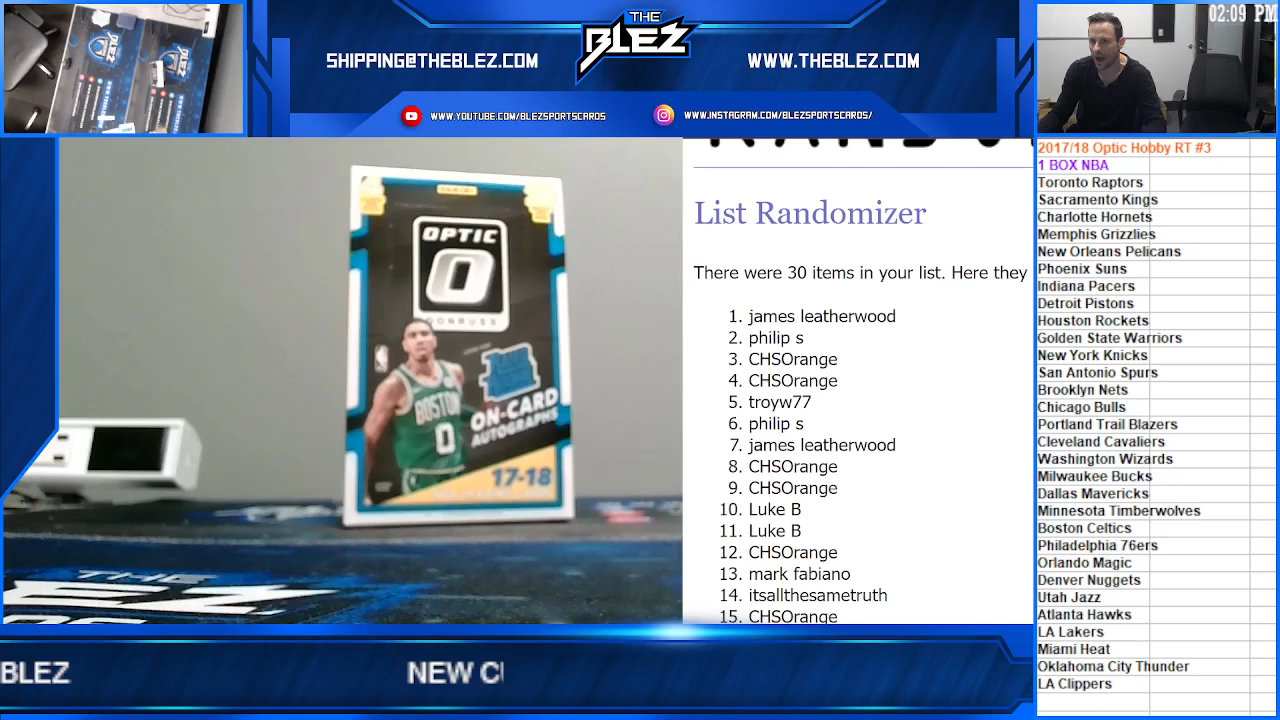 02:09 PM
THE
BLEZ
SHIPPING@THEBLEZ.COM
WWW.THEBLEZ.COM
WWW.YOUTUBE.COM/BLEZSPORTSCARDS
WWW.INSTAGRAM.COM/BLEZSPORTSCARDS/
BLEZ
OPTIC
DONRUSS
BOSTON
0
ON-CARD
AUTOGRAPHS
17-18
THE
List Randomizer
There were 30 items in your list. Here they
1. james leatherwood
2. philip s
3. CHSOrange
4. CHSOrange
5. troyw77
6. philip s
7. james leatherwood
8. CHSOrange
9. CHSOrange
10. Luke B
11. Luke B
12. CHSOrange
13. mark fabiano
14. itsallthesametruth
15. CHSOrange
2017/18 Optic Hobby RT #3
1 BOX NBA
Toronto Raptors
Sacramento Kings
Charlotte Hornets
Memphis Grizzlies
New Orleans Pelicans
Phoenix Suns
Indiana Pacers
Detroit Pistons
Houston Rockets
Golden State Warriors
New York Knicks
San Antonio Spurs
Brooklyn Nets
Chicago Bulls
Portland Trail Blazers
Cleveland Cavaliers
Washington Wizards
Milwaukee Bucks
Dallas Mavericks
Minnesota Timberwolves
Boston Celtics
Philadelphia 76ers
Orlando Magic
Denver Nuggets
Utah Jazz
Atlanta Hawks
LA Lakers
Miami Heat
Oklahoma City Thunder
LA Clippers
BLEZ
NEW